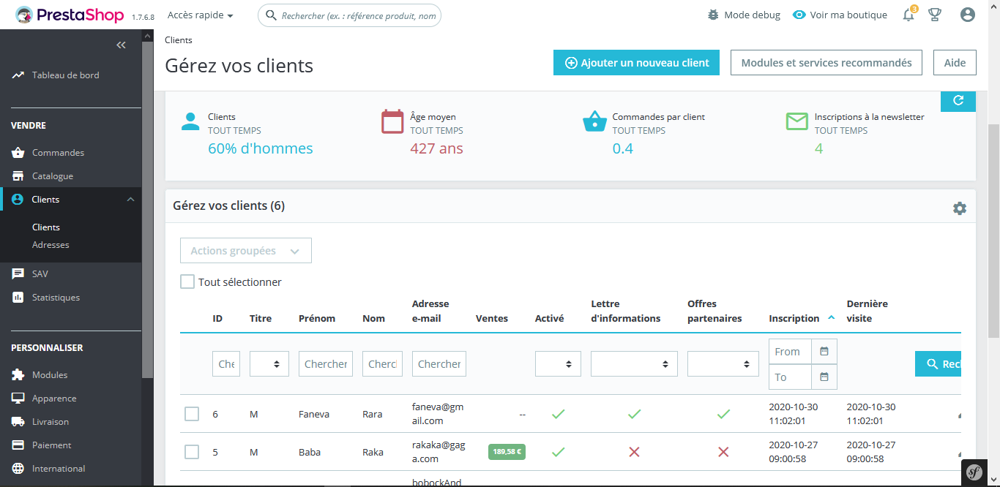 PrestaShop 1.7.6.8 Accès rapide Rechercher (ex. : référence produit, nom Mode debug Voir ma boutique 3
Clients
Gérez vos clients
Ajouter un nouveau client Modules et services recommandés Aide
Tableau de bord
VENDRE
Commandes
Catalogue
Clients
Clients
Adresses
SAV
Statistiques
PERSONNALISER
Modules
Apparence
Livraison
Paiement
International
Clients
TOUT TEMPS
60% d'hommes
Âge moyen
TOUT TEMPS
427 ans
Commandes par client
TOUT TEMPS
0.4
Inscriptions à la newsletter
TOUT TEMPS
4
Gérez vos clients (6)
Actions groupées
Tout sélectionner
ID Titre Prénom Nom Adresse e-mail Ventes Activé Lettre d'informations Offres partenaires Inscription Dernière visite
Che Chercher Cherc Chercher From
To
Rech
6 M Faneva Rara faneva@gmail.com -- 2020-10-30 11:02:01 2020-10-30 11:02:01
5 M Baba Raka rakaka@gaga.com 189,58 € 2020-10-27 09:00:58 2020-10-27 09:00:58
bobockAnd
sf